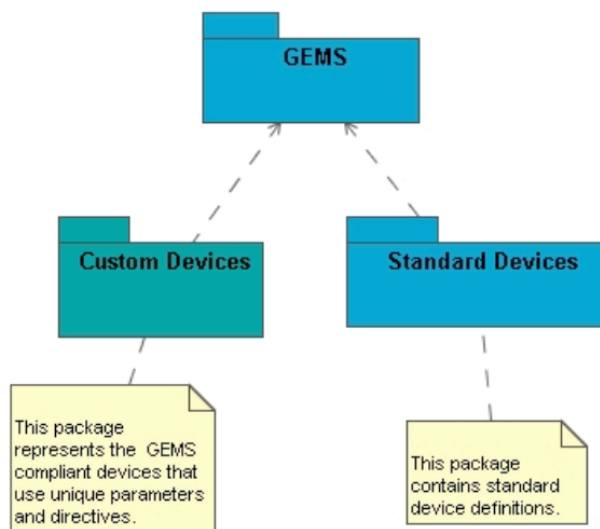 GEMS
Custom Devices
Standard Devices
This package
represents the GEMS
compliant devices that
use unique parameters
and directives.
This package
contains standard
device definitions.